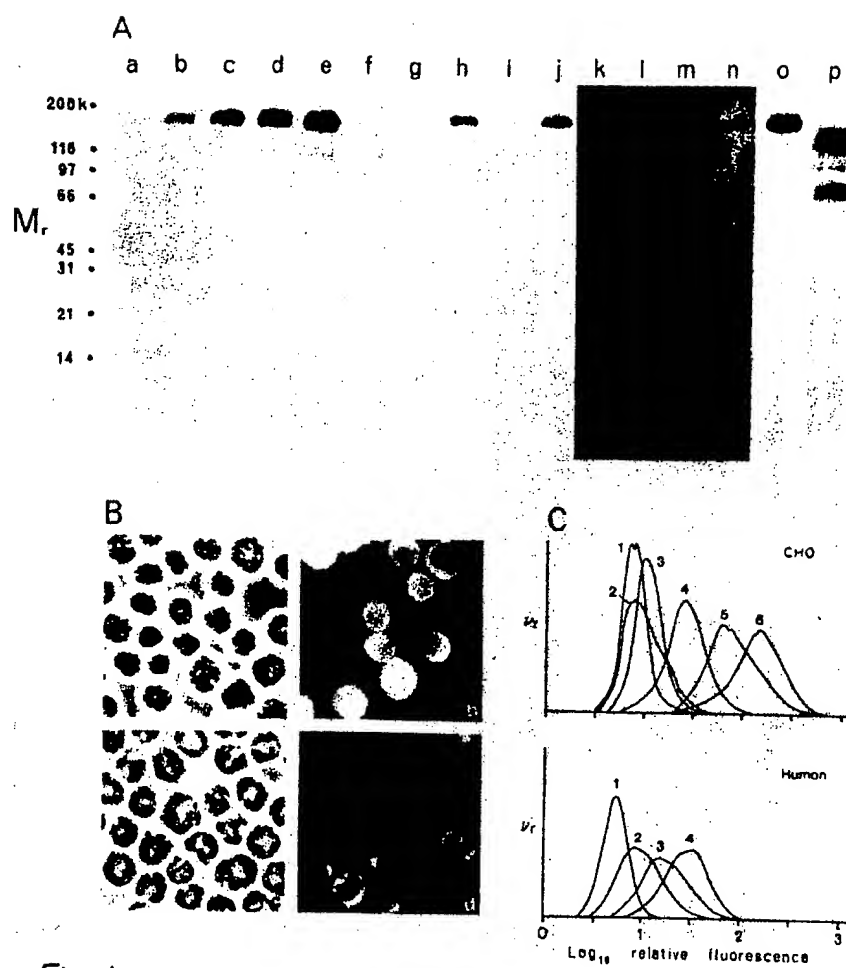 A
a b c d e f g h i j k l m n o p
200k
116
97
66
Mr
45
31
21
14
B
C
1 3 CHO
2 4 5 6
d
Human
1
2 3 4
0 1 2 3
Log10 relative fluorescence